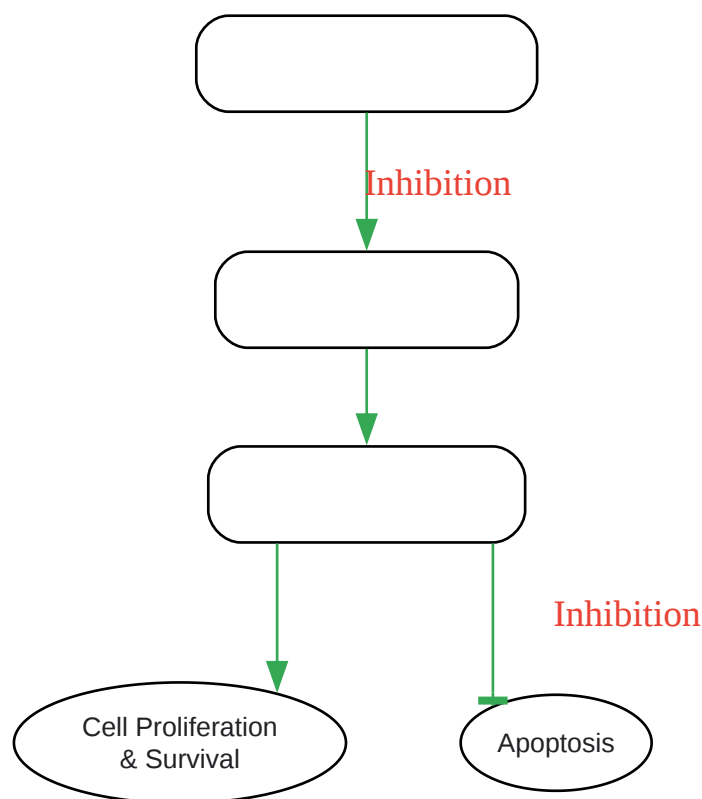 Inhibition
Inhibition
Cell Proliferation
& Survival
Apoptosis